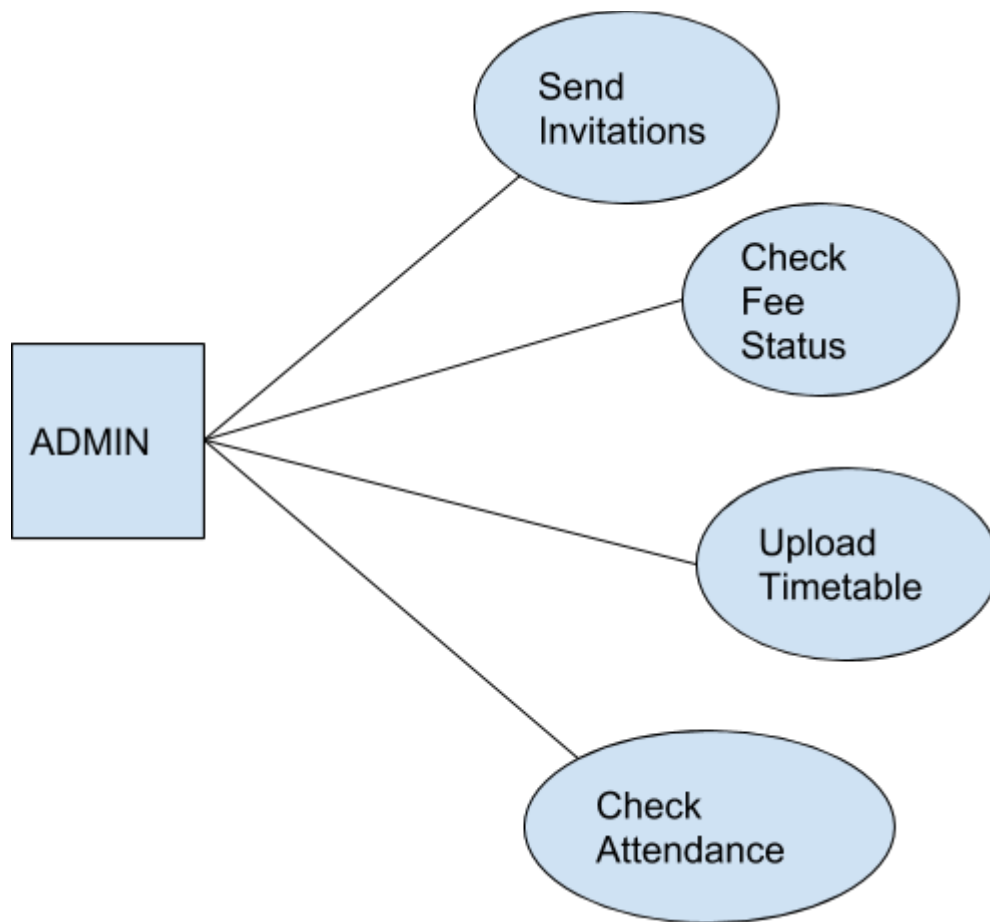 Send
Invitations
Check
Fee
Status
ADMIN
Upload
Timetable
Check
Attendance